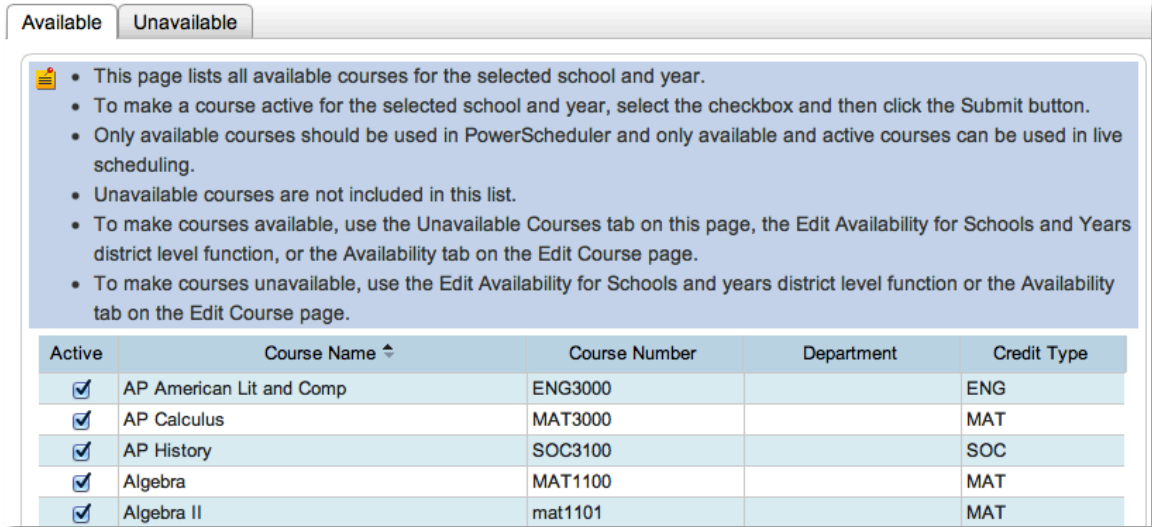 Available Unavailable
• This page lists all available courses for the selected school and year.
• To make a course active for the selected school and year, select the checkbox and then click the Submit button.
• Only available courses should be used in PowerScheduler and only available and active courses can be used in live
scheduling.
• Unavailable courses are not included in this list.
• To make courses available, use the Unavailable Courses tab on this page, the Edit Availability for Schools and Years
district level function, or the Availability tab on the Edit Course page.
• To make courses unavailable, use the Edit Availability for Schools and years district level function or the Availability
tab on the Edit Course page.
Active Course Name Course Number Department Credit Type
AP American Lit and Comp ENG3000 ENG
AP Calculus MAT3000 MAT
AP History SOC3100 SOC
Algebra MAT1100 MAT
Algebra II mat1101 MAT